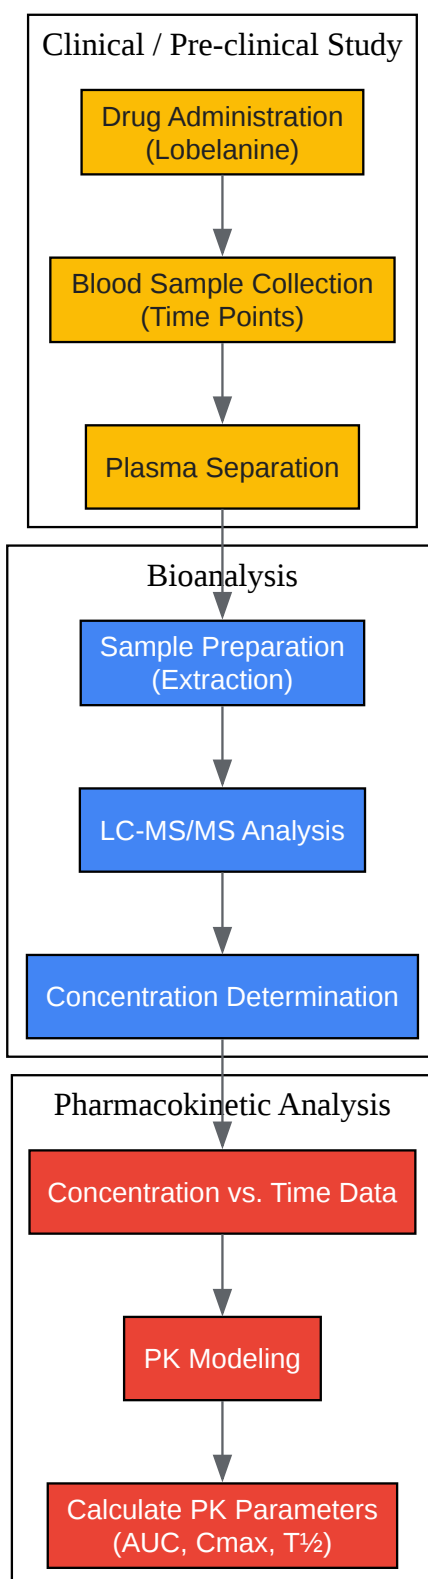 Clinical / Pre-clinical Study
Drug Administration
(Lobelanine)
Blood Sample Collection
(Time Points)
Plasma Separation
Bioanalysis
Sample Preparation
(Extraction)
LC-MS/MS Analysis
Concentration Determination
Pharmacokinetic Analysis
Concentration vs. Time Data
PK Modeling
Calculate PK Parameters
(AUC, Cmax, T½)